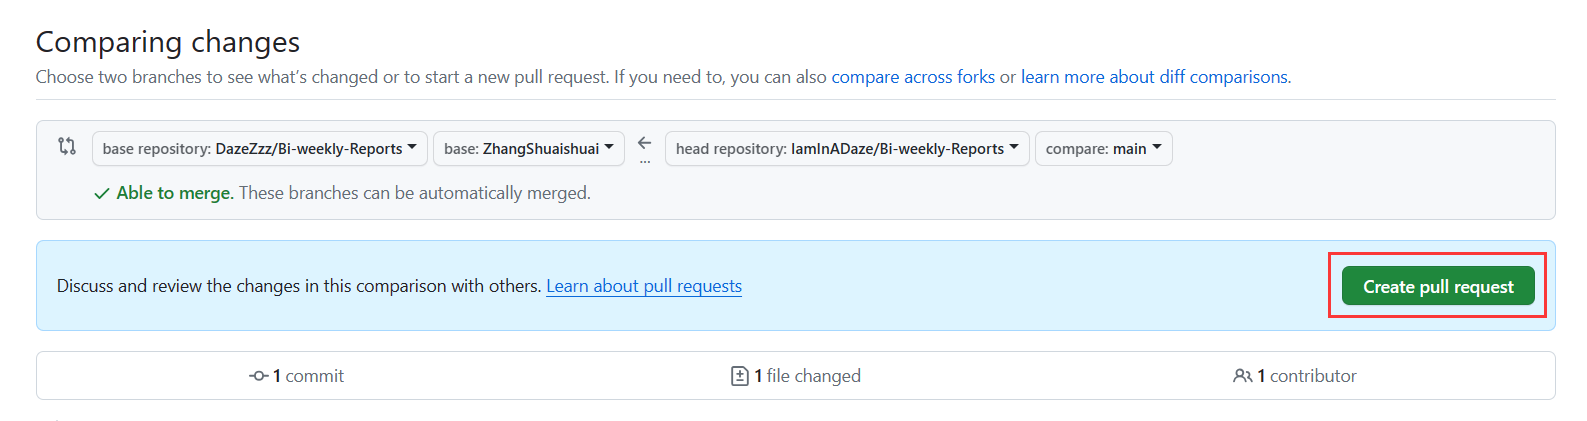 Comparing changes
Choose two branches to see what’s changed or to start a new pull request. If you need to, you can also compare across forks or learn more about diff comparisons.
base repository: DazeZzz/Bi-weekly-Reports base: ZhangShuaishuai ... head repository: IamInADaze/Bi-weekly-Reports compare: main
Able to merge. These branches can be automatically merged.
Discuss and review the changes in this comparison with others. Learn about pull requests Create pull request
1 commit 1 file changed 1 contributor